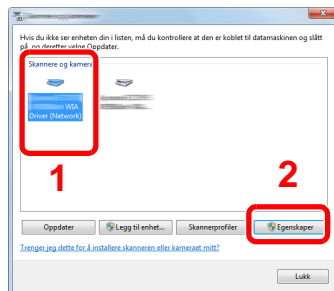 Hvis du ikke ser enheten din i listen, må du kontrollere at den er koblet til datamaskinen og slått
på, og deretter velge Oppdater.
Skannere og kamera
WIA
Driver (Network)
1
2
Oppdater
Legg til enhet...
Skannerprofiler
Egenskaper
Trenger jeg dette for å installere skanneren eller kameraet mitt?
Lukk